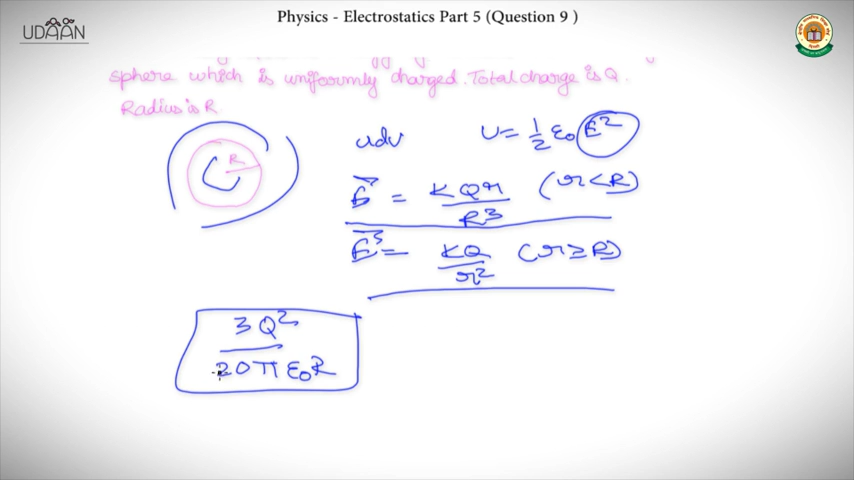 Physics - Electrostatics Part 5 (Question 9 )
UDAAN
sphere which is uniformly charged. Total charge is Q.
Radius is R.
R
udv U = 1/2 ε₀ E²
E⃗ = KQr/R³ (r<R)
E⃗ = KQ/r² (r≥R)
3Q²
20πε₀R